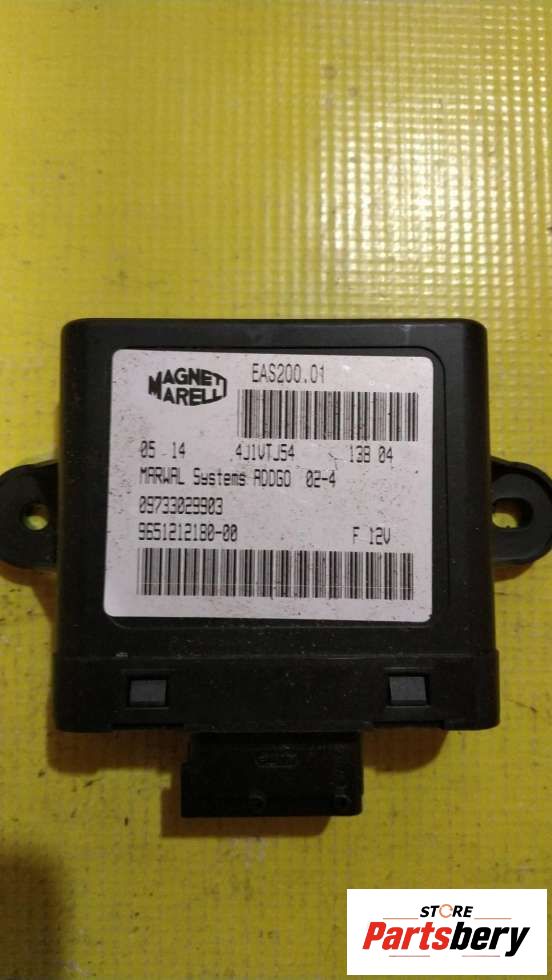 MAGNETI
MARELLI
EAS200.01
05 14 4J1VTJ54 13B 04
MARWAL Systems ADDGO 02-4
09733029903
9651212180-00 F 12V
STORE
Partsbery